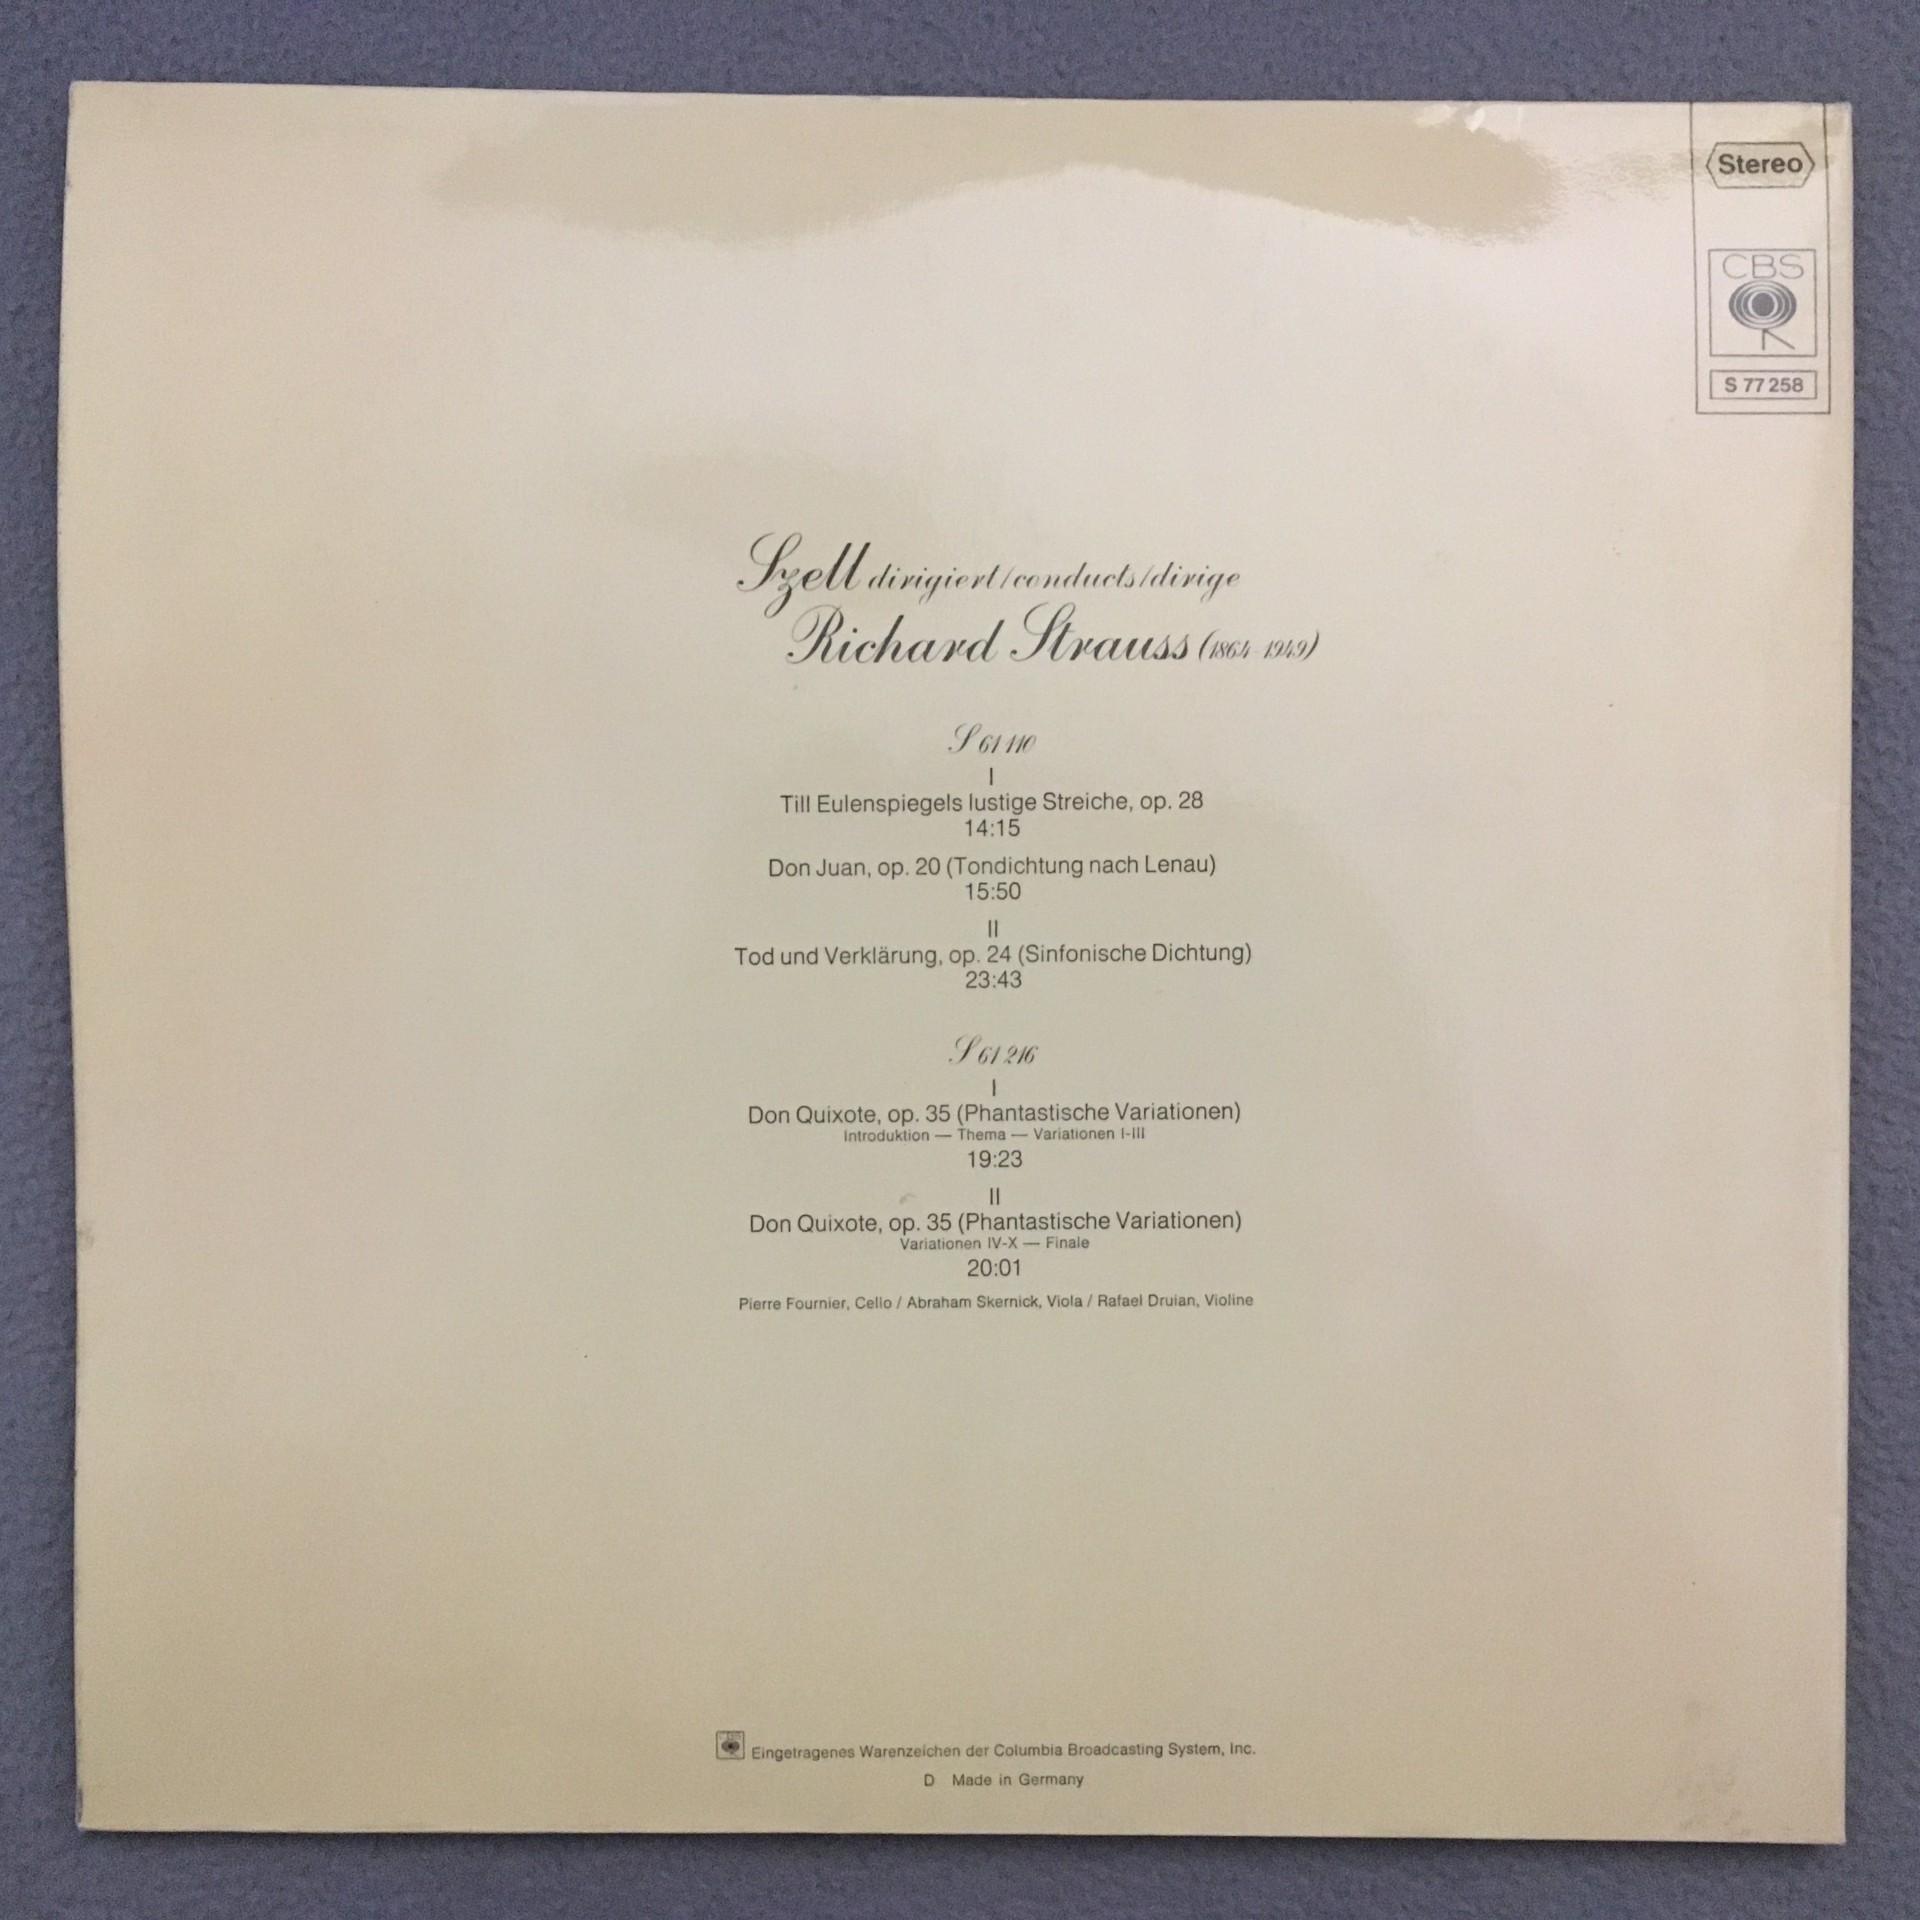 Stereo
CBS
S 77 258
Szell dirigiert/conducts/dirige
Richard Strauss (1864-1949)
S 61 110
I
Till Eulenspiegels lustige Streiche, op. 28
14:15
Don Juan, op. 20 (Tondichtung nach Lenau)
15:50
II
Tod und Verklärung, op. 24 (Sinfonische Dichtung)
23:43
S 61 216
I
Don Quixote, op. 35 (Phantastische Variationen)
Introduktion — Thema — Variationen I-III
19:23
II
Don Quixote, op. 35 (Phantastische Variationen)
Variationen IV-X — Finale
20:01
Pierre Fournier, Cello / Abraham Skernick, Viola / Rafael Druian, Violine
Eingetragenes Warenzeichen der Columbia Broadcasting System, Inc.
D Made in Germany